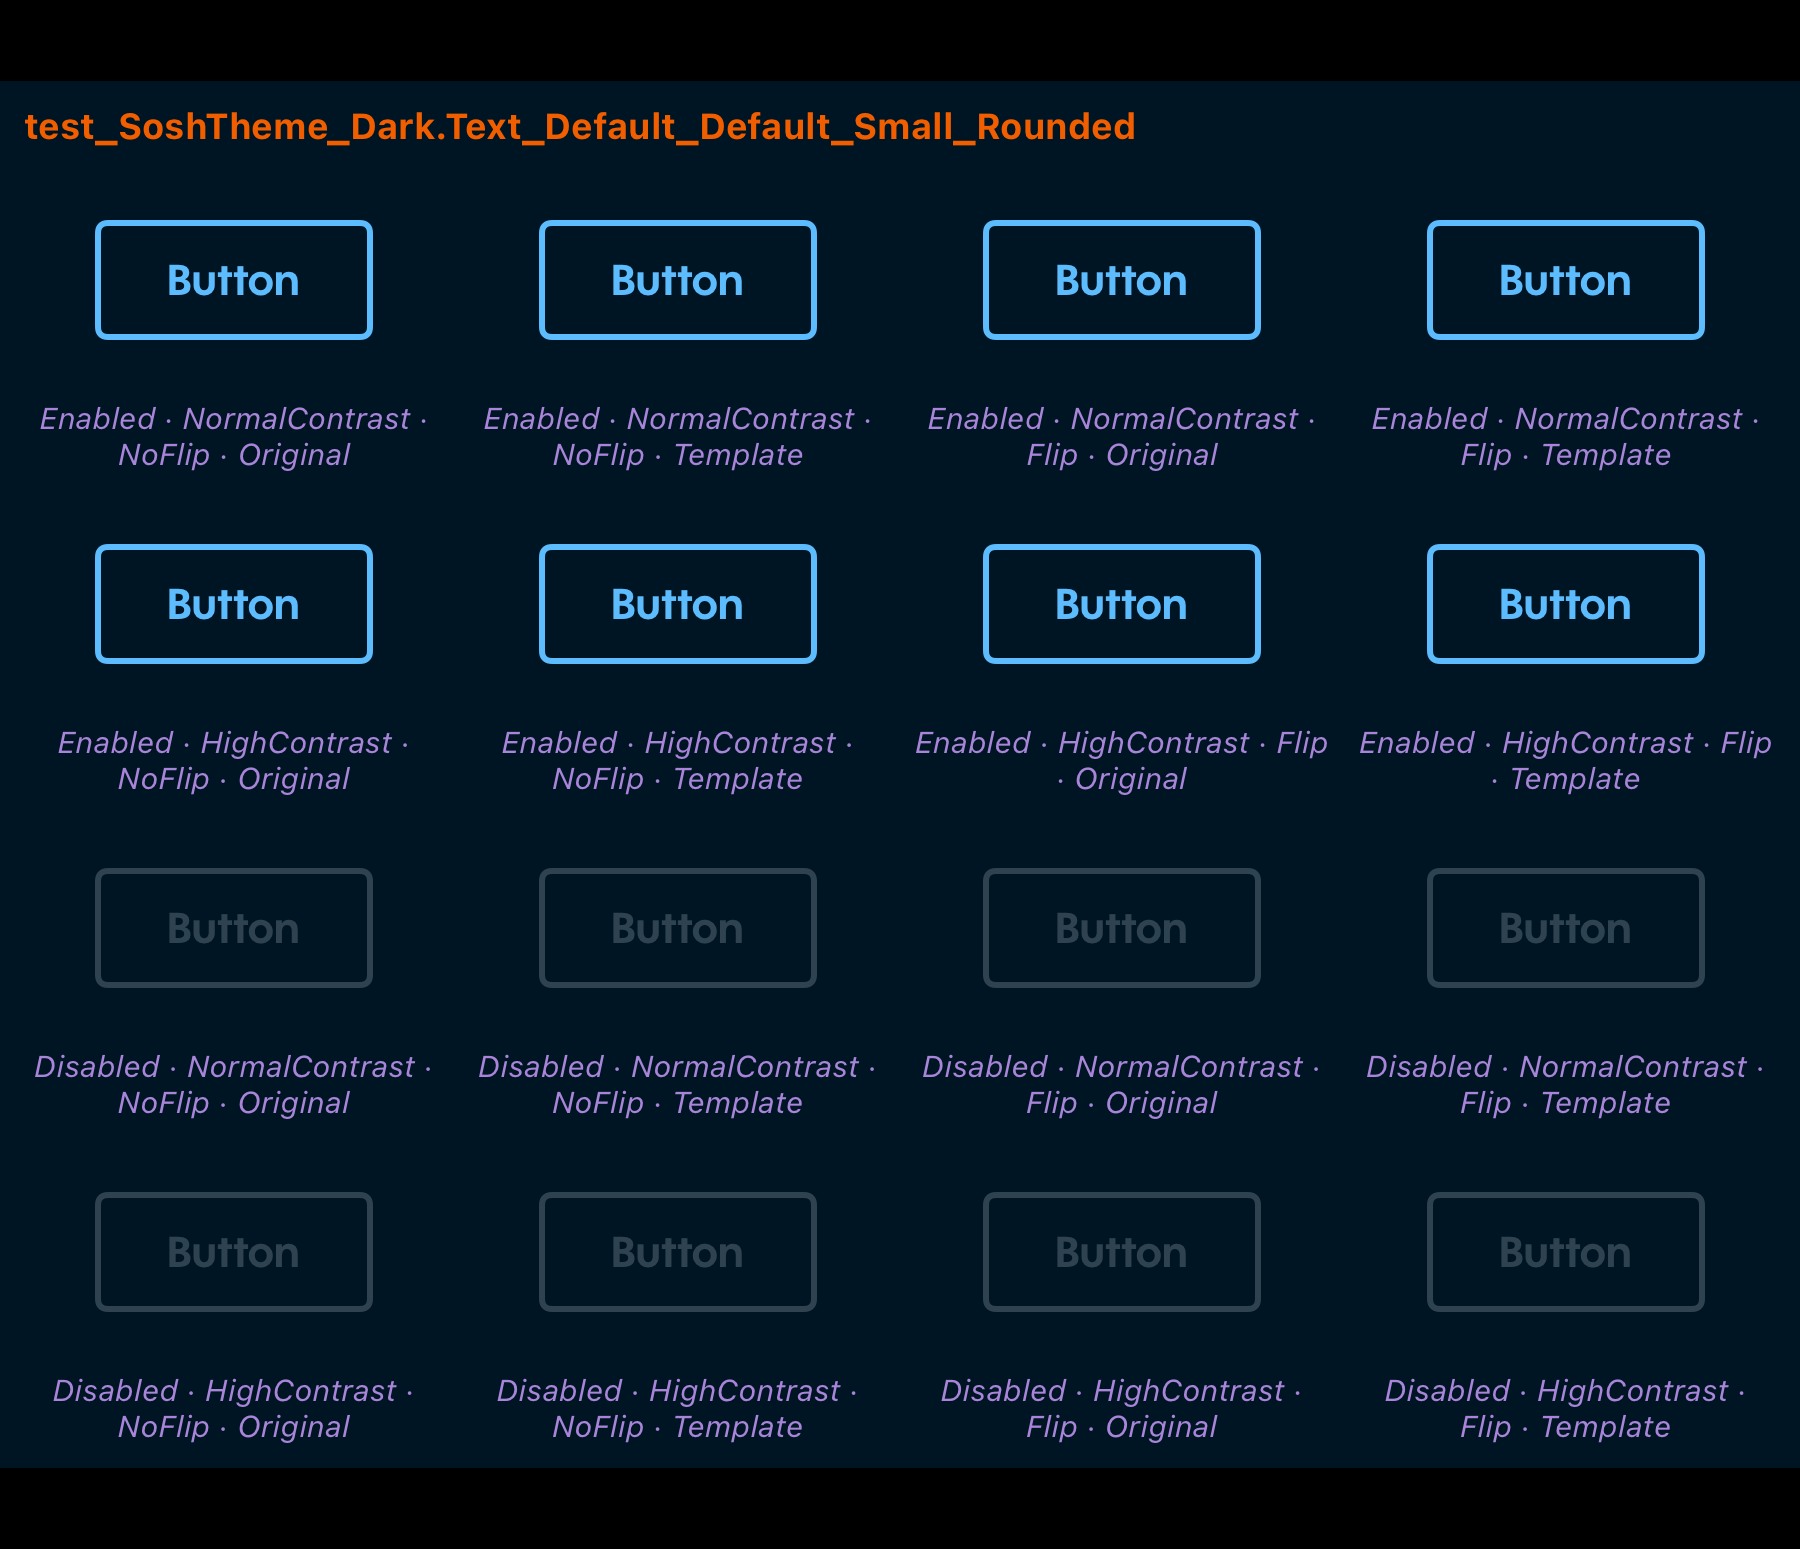 test_SoshTheme_Dark.Text_Default_Default_Small_Rounded
Button Button Button Button
Enabled · NormalContrast · Enabled · NormalContrast · Enabled · NormalContrast · Enabled · NormalContrast ·
NoFlip · Original NoFlip · Template Flip · Original Flip · Template
Button Button Button Button
Enabled · HighContrast · Enabled · HighContrast · Enabled · HighContrast · Flip Enabled · HighContrast · Flip
NoFlip · Original NoFlip · Template · Original · Template
Button Button Button Button
Disabled · NormalContrast · Disabled · NormalContrast · Disabled · NormalContrast · Disabled · NormalContrast ·
NoFlip · Original NoFlip · Template Flip · Original Flip · Template
Button Button Button Button
Disabled · HighContrast · Disabled · HighContrast · Disabled · HighContrast · Disabled · HighContrast ·
NoFlip · Original NoFlip · Template Flip · Original Flip · Template